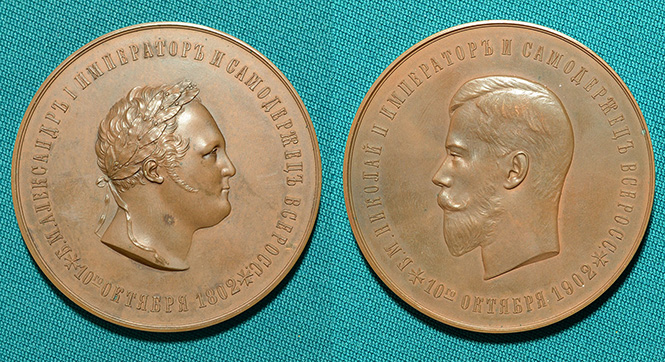 Б. М. АЛЕКСАНДРЪ I ИМПЕРАТОРЪ И САМОДЕРЖЕЦЪ ВСЕРОСС.
* 10го ОКТЯБРЯ 1802 *
Б. М. НИКОЛАЙ II ИМПЕРАТОРЪ И САМОДЕРЖЕЦЪ ВСЕРОСС.
* 10го ОКТЯБРЯ 1902 *